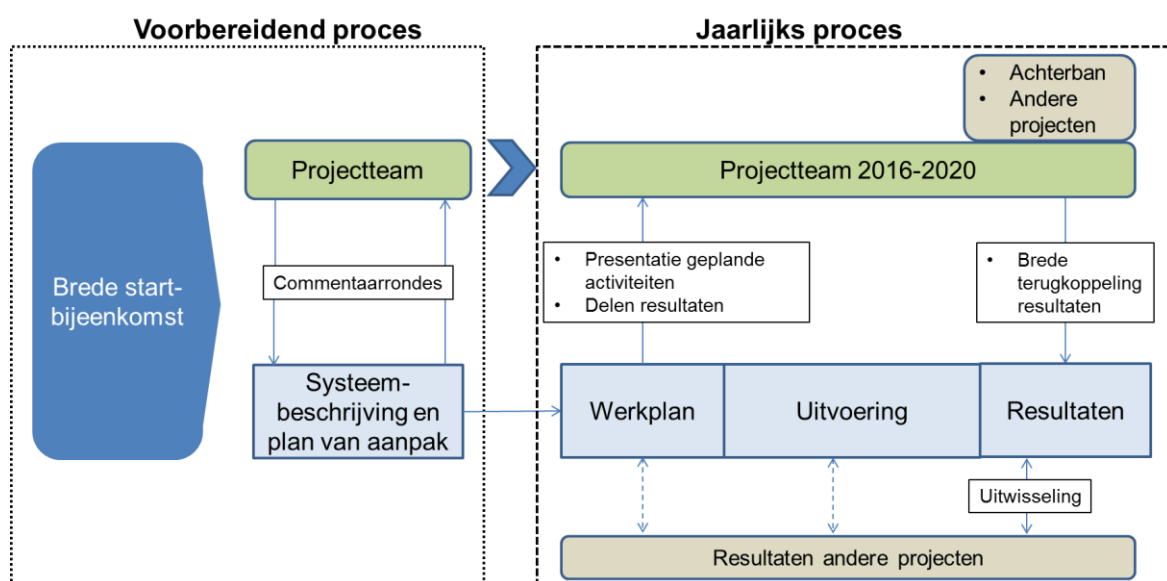 Voorbereidend proces
Brede start-
bijeenkomst
Projectteam
Commentaarrondes
Systeem-
beschrijving en
plan van aanpak
Jaarlijks proces
• Achterban
• Andere
projecten
Projectteam 2016-2020
• Presentatie geplande
activiteiten
• Delen resultaten
• Brede
terugkoppeling
resultaten
Werkplan
Uitvoering
Resultaten
Uitwisseling
Resultaten andere projecten